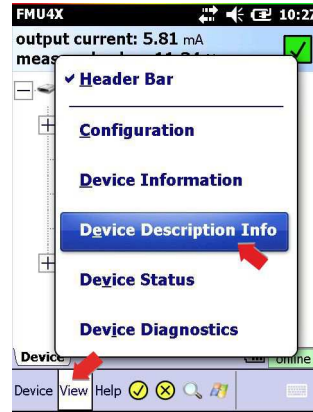 FMU4X 10:27
output current: 5.81 mA
Header Bar
Configuration
Device Information
Device Description Info
Device Status
Device Diagnostics
Device online
Device View Help